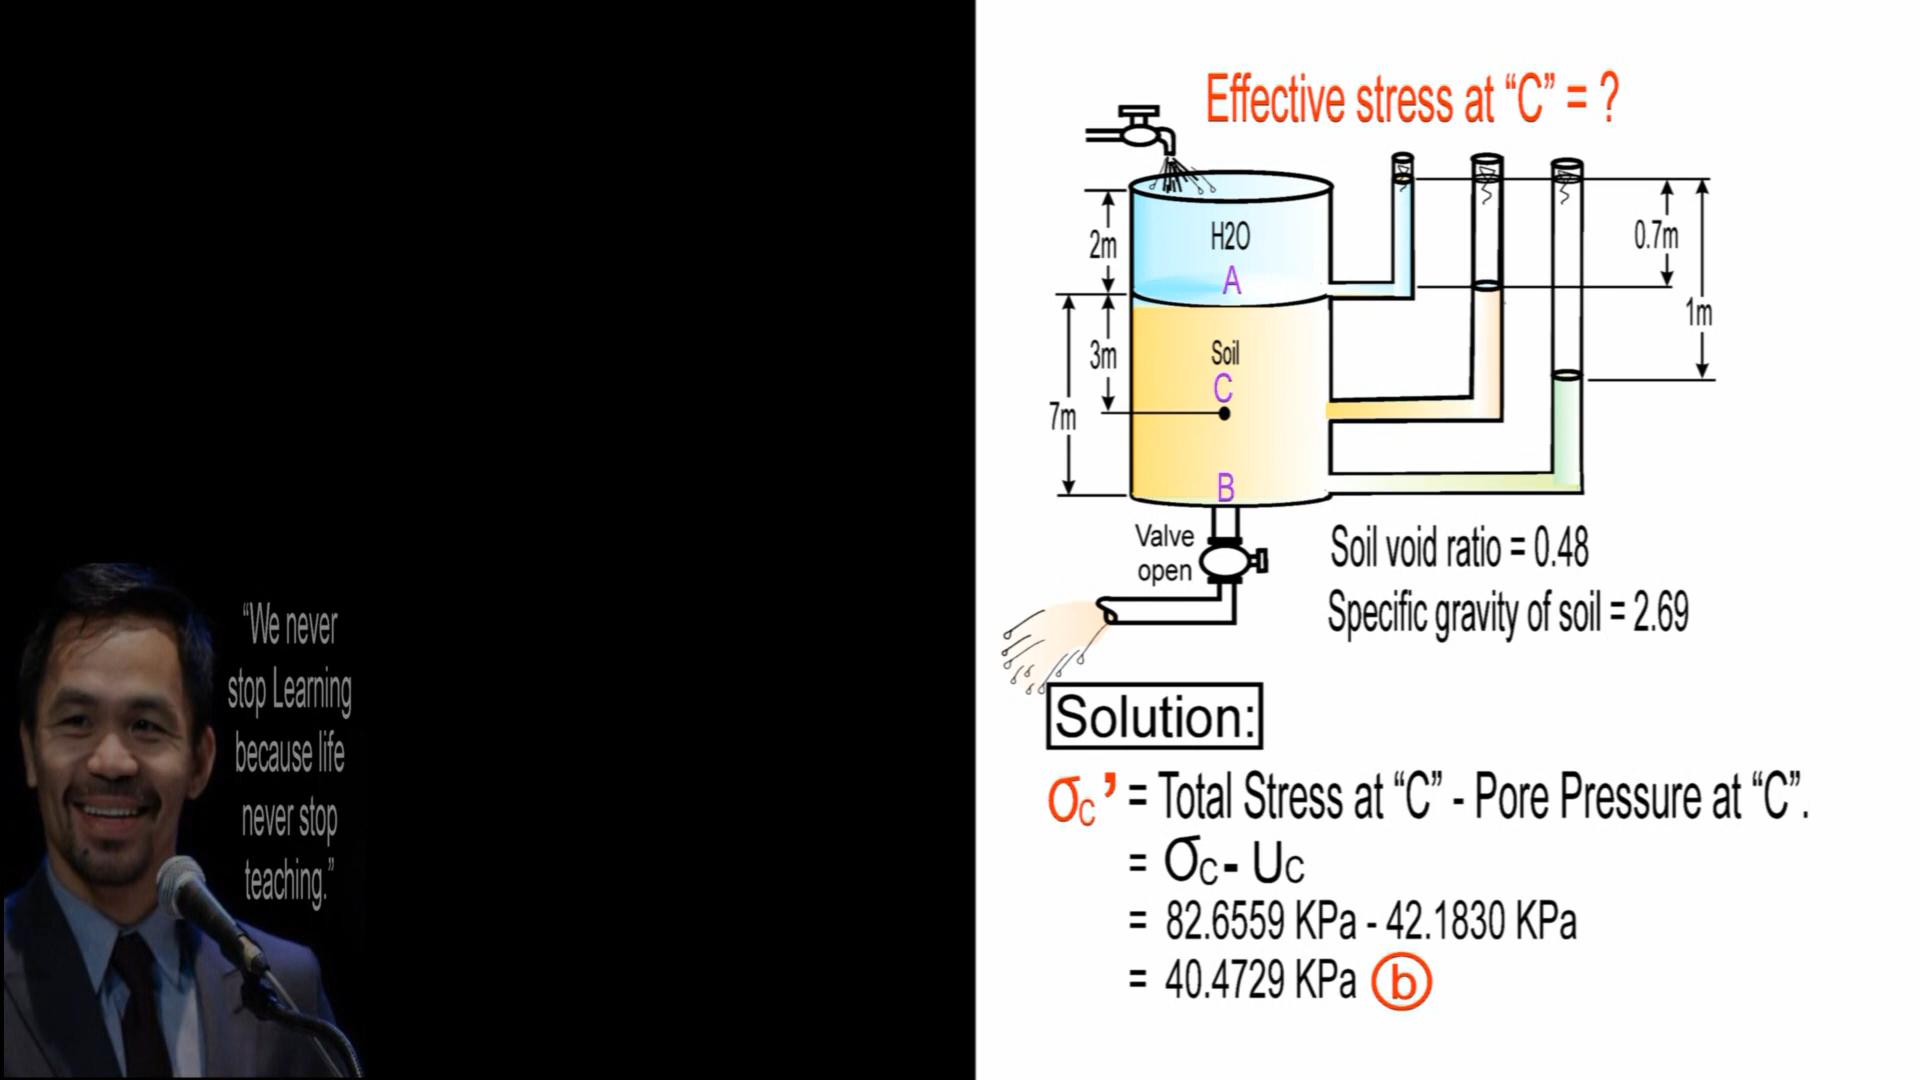 “We never
stop Learning
because life
never stop
teaching.”
Effective stress at “C” = ?
H2O
A
2m
0.7m
1m
3m
Soil
C
7m
B
Valve
open
Soil void ratio = 0.48
Specific gravity of soil = 2.69
Solution:
σC’ = Total Stress at “C” - Pore Pressure at “C”.
= σC - UC
= 82.6559 KPa - 42.1830 KPa
= 40.4729 KPa b